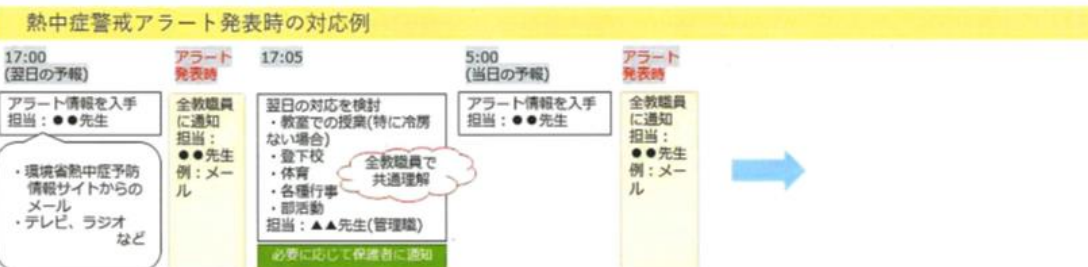 熱中症警戒アラート発表時の対応例
17:00
(翌日の予報)
アラート
発表時
17:05
5:00
(当日の予報)
アラート
発表時
アラート情報を入手
担当：●●先生
・環境省熱中症予防
情報サイトからの
メール
・テレビ、ラジオ
など
全教職員
に通知
担当：
●●先生
例：メー
ル
翌日の対応を検討
・教室での授業(特に冷房
ない場合)
・登下校
・体育
・各種行事
・部活動
担当：▲▲先生(管理職)
全教職員で
共通理解
必要に応じて保護者に通知
アラート情報を入手
担当：●●先生
全教職員
に通知
担当：
●●先生
例：メー
ル